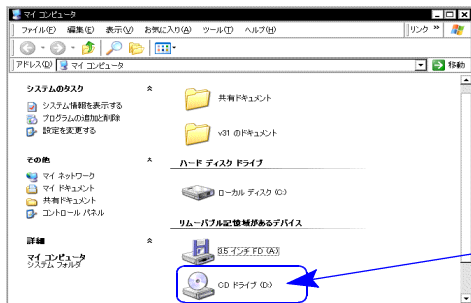 マイ コンピュータ
ファイル(F) 編集(E) 表示(V) お気に入り(A) ツール(T) ヘルプ(H) リンク »
アドレス(D) マイ コンピュータ 移動
システムのタスク
システム情報を表示する
プログラムの追加と削除
設定を変更する
その他
マイ ネットワーク
マイ ドキュメント
共有ドキュメント
コントロール パネル
詳細
マイ コンピュータ
システム フォルダ
共有ドキュメント
v31 のドキュメント
ハード ディスク ドライブ
ローカル ディスク (C:)
リムーバブル記憶域があるデバイス
3.5 インチ FD (A:)
CD ドライブ (D:)